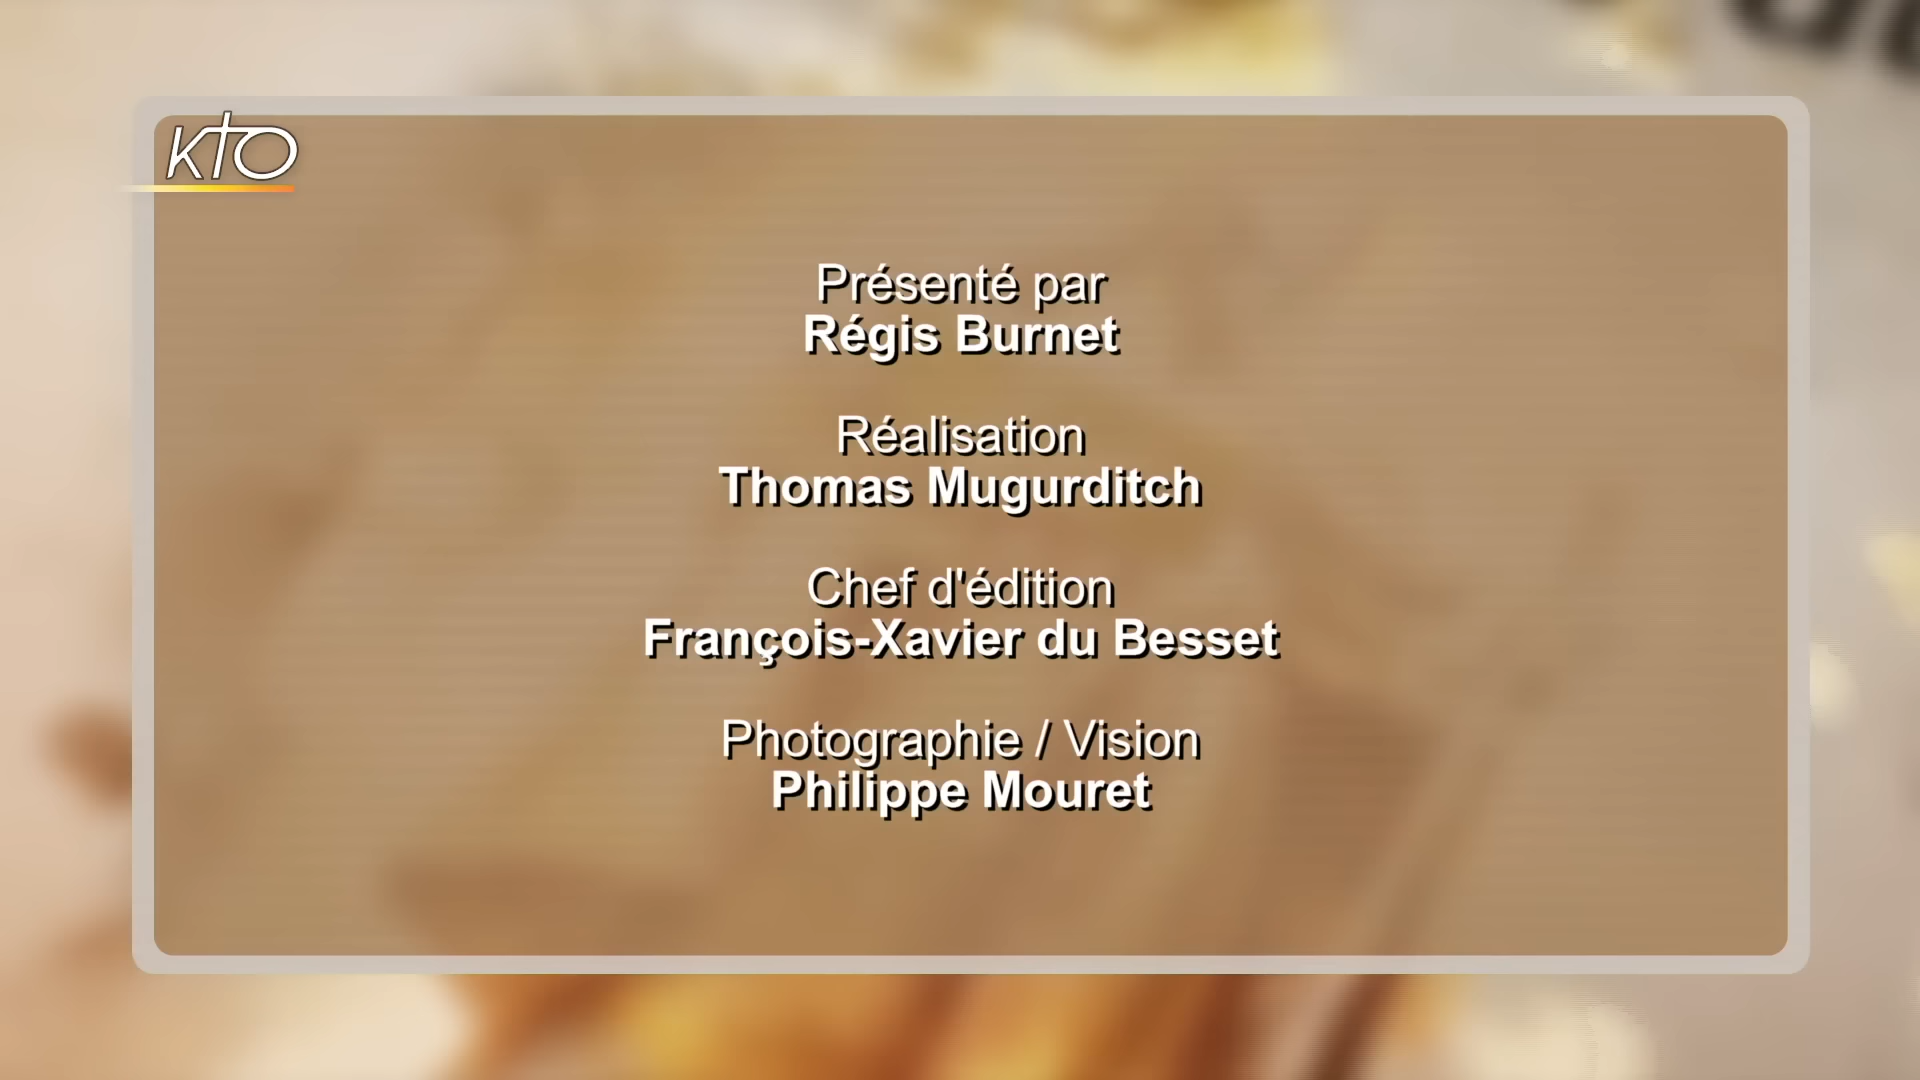 KTO
Présenté par
Régis Burnet
Réalisation
Thomas Mugurditch
Chef d'édition
François-Xavier du Besset
Photographie / Vision
Philippe Mouret